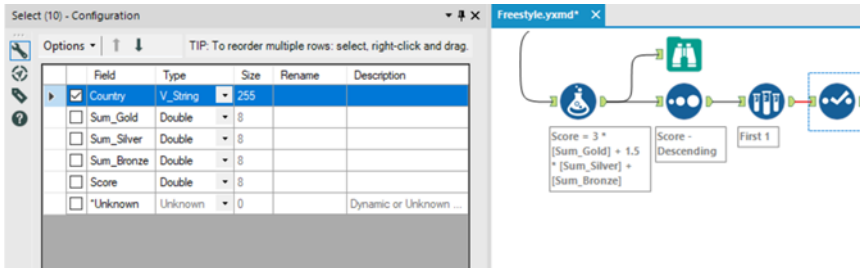 Select (10) - Configuration
Freestyle.yxmd*
Options
TIP: To reorder multiple rows: select, right-click and drag.
Field Type Size Rename Description
Country V_String 255
Sum_Gold Double 8
Sum_Silver Double 8
Sum_Bronze Double 8
Score Double 8
*Unknown Unknown 0 Dynamic or Unknown ...
Score = 3 *
[Sum_Gold] + 1.5
* [Sum_Silver] +
[Sum_Bronze]
Score -
Descending
First 1